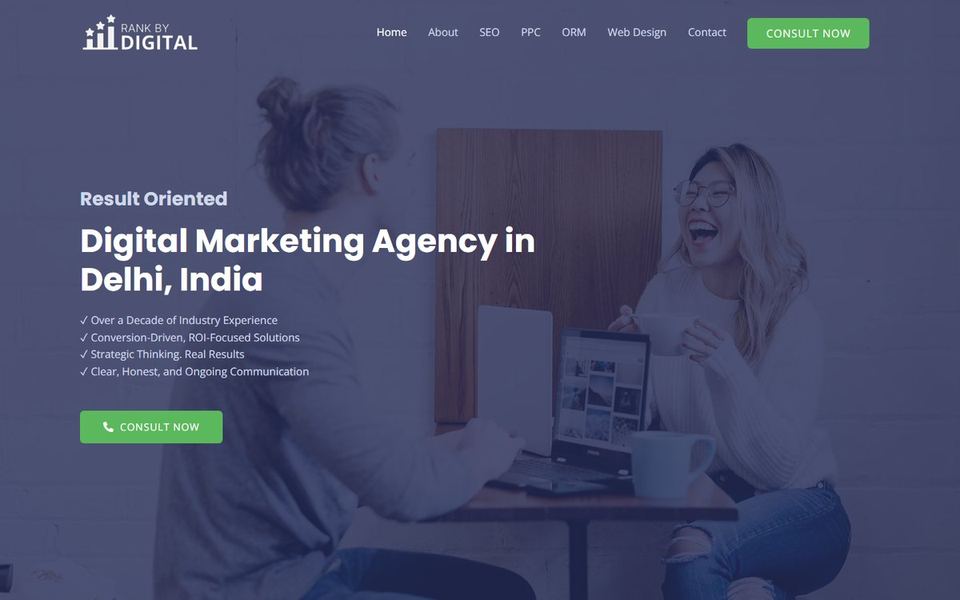 RANK BY
DIGITAL
Home About SEO PPC ORM Web Design Contact CONSULT NOW
Result Oriented
Digital Marketing Agency in
Delhi, India
✓ Over a Decade of Industry Experience
✓ Conversion-Driven, ROI-Focused Solutions
✓ Strategic Thinking. Real Results
✓ Clear, Honest, and Ongoing Communication
CONSULT NOW